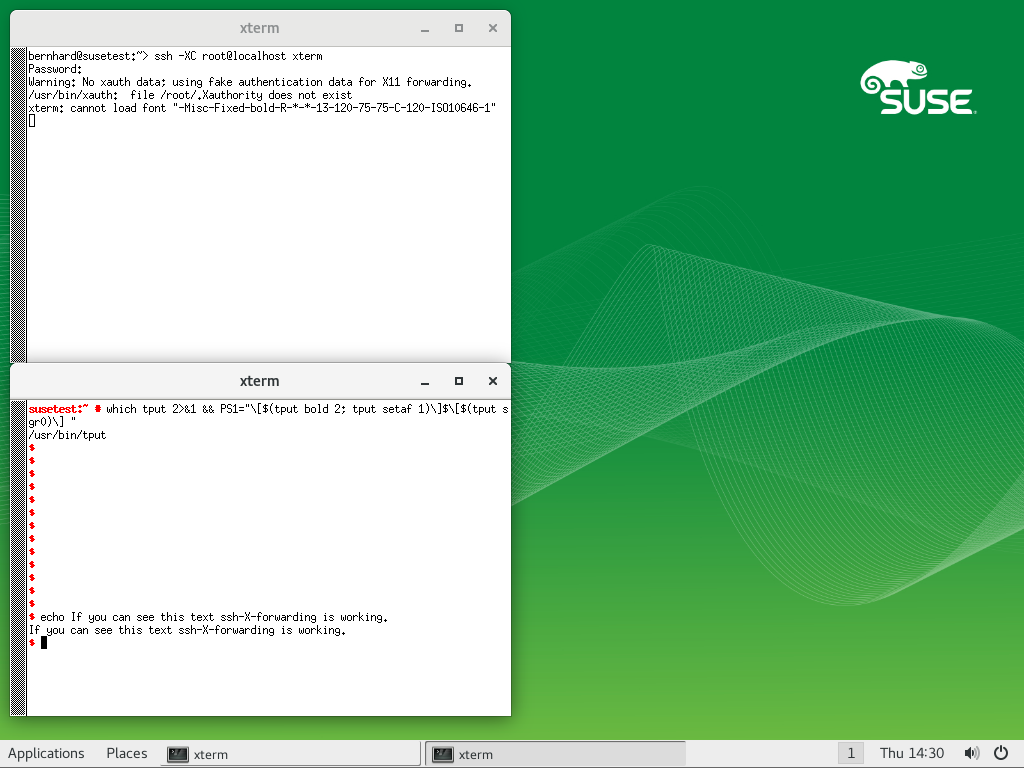 xterm
bernhard@susetest:~> ssh -XC root@localhost xterm
Password:
Warning: No xauth data; using fake authentication data for X11 forwarding.
/usr/bin/xauth:  file /root/.Xauthority does not exist
xterm: cannot load font "-Misc-Fixed-bold-R-*-*-13-120-75-75-C-120-ISO10646-1"
SUSE
xterm
susetest:~ # which tput 2>&1 && PS1="\[$(tput bold 2; tput setaf 1)\]$\[$(tput s
gr0)\] "
/usr/bin/tput
$
$
$
$
$
$
$
$
$
$
$
$
$
$ echo If you can see this text ssh-X-forwarding is working.
If you can see this text ssh-X-forwarding is working.
$
Applications Places xterm xterm 1 Thu 14:30